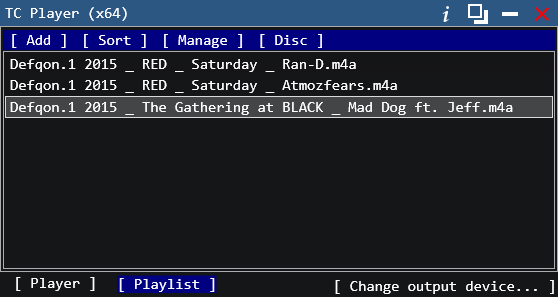 TC Player (x64)
[ Add ] [ Sort ] [ Manage ] [ Disc ]
Defqon.1 2015 _ RED _ Saturday _ Ran-D.m4a
Defqon.1 2015 _ RED _ Saturday _ Atmozfears.m4a
Defqon.1 2015 _ The Gathering at BLACK _ Mad Dog ft. Jeff.m4a
[ Player ] [ Playlist ] [ Change output device... ]